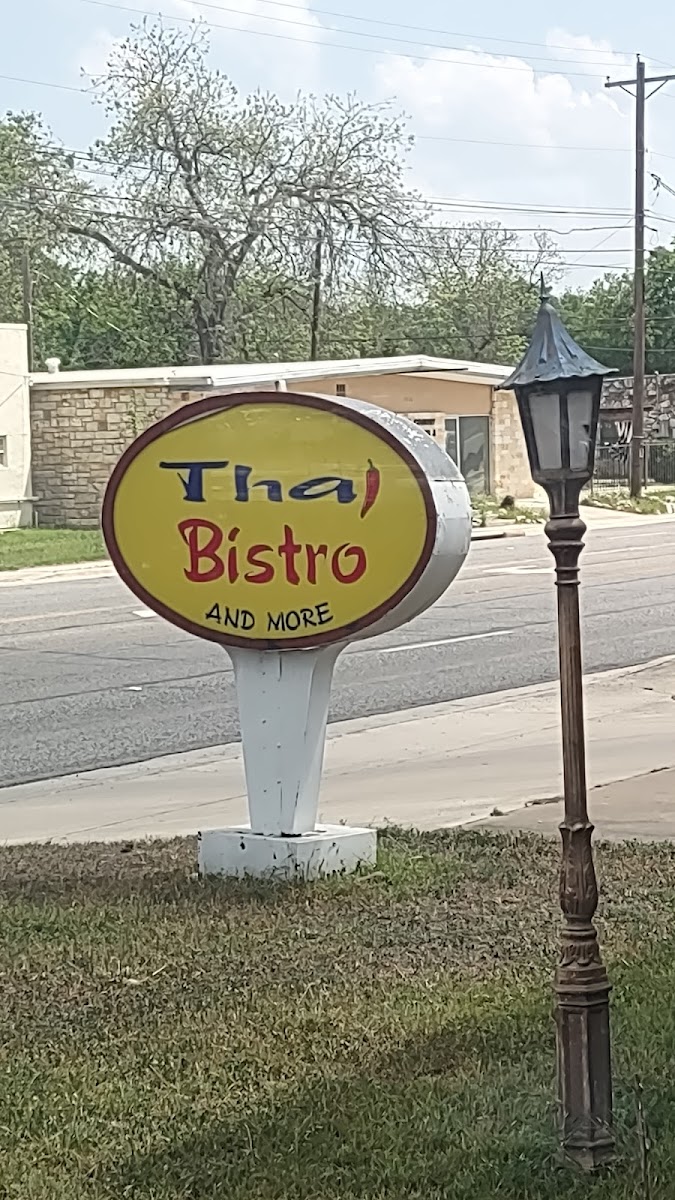 Thai
Bistro
AND MORE